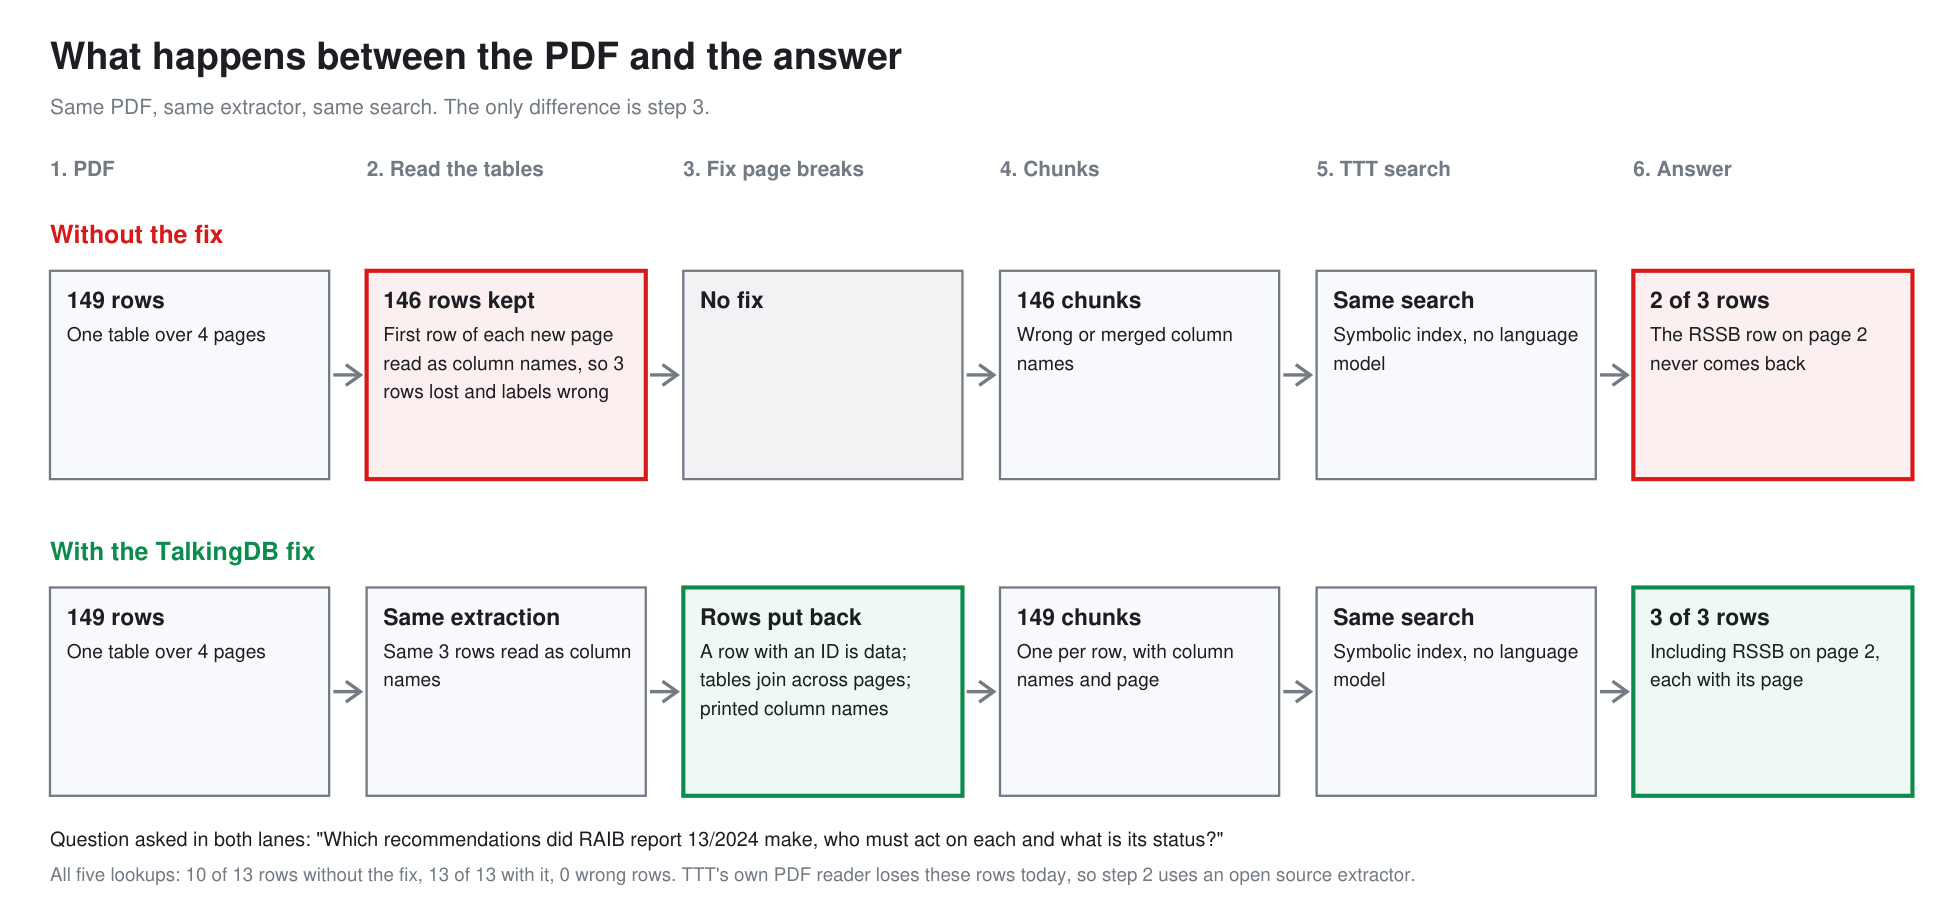 What happens between the PDF and the answer
Same PDF, same extractor, same search. The only difference is step 3.
1. PDF
2. Read the tables
3. Fix page breaks
4. Chunks
5. TTT search
6. Answer
Without the fix
149 rows
One table over 4 pages
146 rows kept
First row of each new page
read as column names, so 3
rows lost and labels wrong
No fix
146 chunks
Wrong or merged column
names
Same search
Symbolic index, no language
model
2 of 3 rows
The RSSB row on page 2
never comes back
With the TalkingDB fix
149 rows
One table over 4 pages
Same extraction
Same 3 rows read as column
names
Rows put back
A row with an ID is data;
tables join across pages;
printed column names
149 chunks
One per row, with column
names and page
Same search
Symbolic index, no language
model
3 of 3 rows
Including RSSB on page 2,
each with its page
Question asked in both lanes: "Which recommendations did RAIB report 13/2024 make, who must act on each and what is its status?"
All five lookups: 10 of 13 rows without the fix, 13 of 13 with it, 0 wrong rows. TTT's own PDF reader loses these rows today, so step 2 uses an open source extractor.